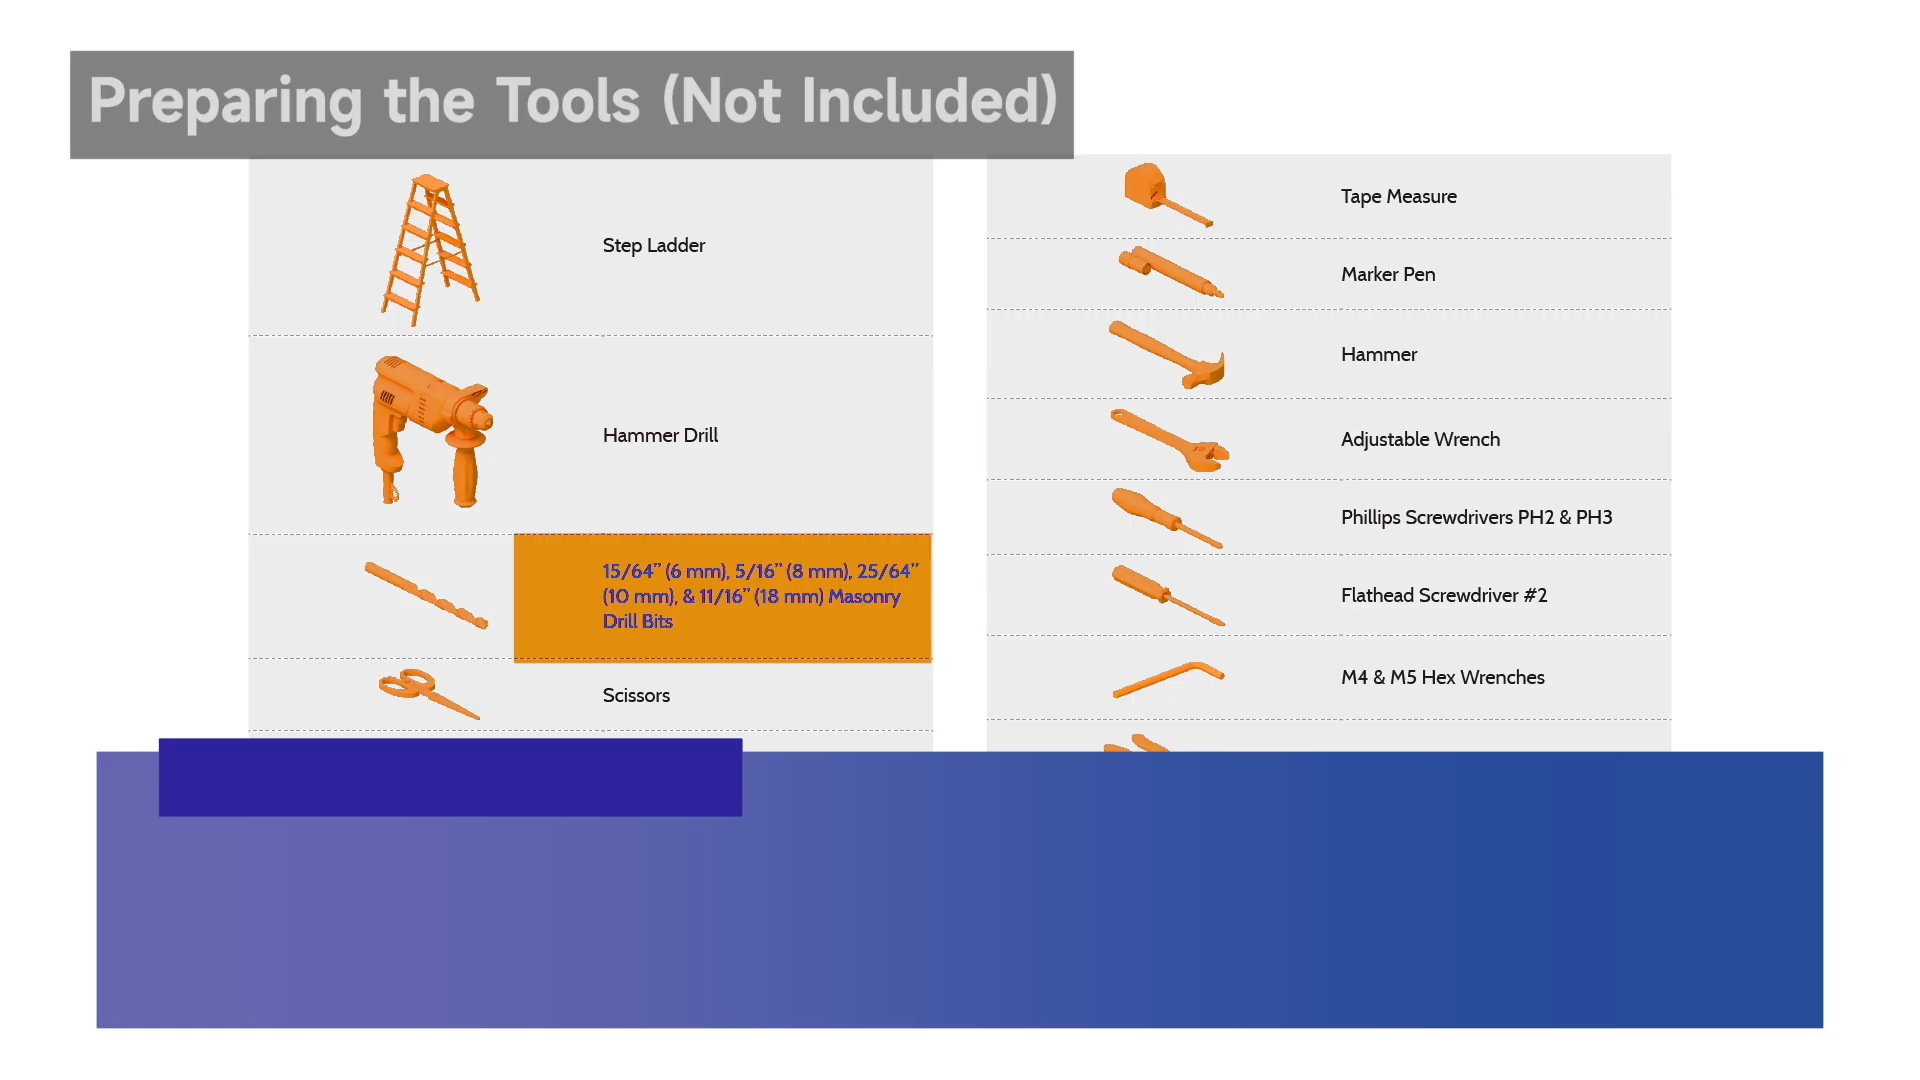 Preparing the Tools (Not Included)
Step Ladder
Hammer Drill
15/64” (6 mm), 5/16” (8 mm), 25/64”
(10 mm), & 11/16” (18 mm) Masonry
Drill Bits
Scissors
Tape Measure
Marker Pen
Hammer
Adjustable Wrench
Phillips Screwdrivers PH2 & PH3
Flathead Screwdriver #2
M4 & M5 Hex Wrenches